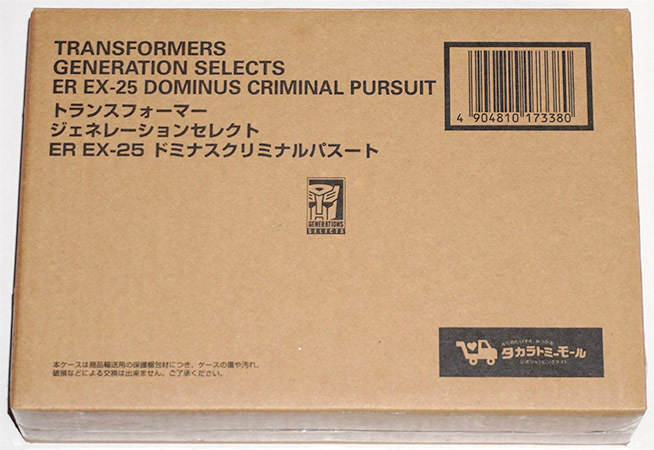 TRANSFORMERS
GENERATION SELECTS
ER EX-25 DOMINUS CRIMINAL PURSUIT
トランスフォーマー
ジェネレーションセレクト
ER EX-25 ドミナスクリミナルパスート
4 904810 173380
GENERATIONS
SELECTS
本ケースは商品輸送用の保護梱包材につき、ケースの傷や汚れ、
破損などによる交換は出来ません。ご了承ください。
タカラトミーモール